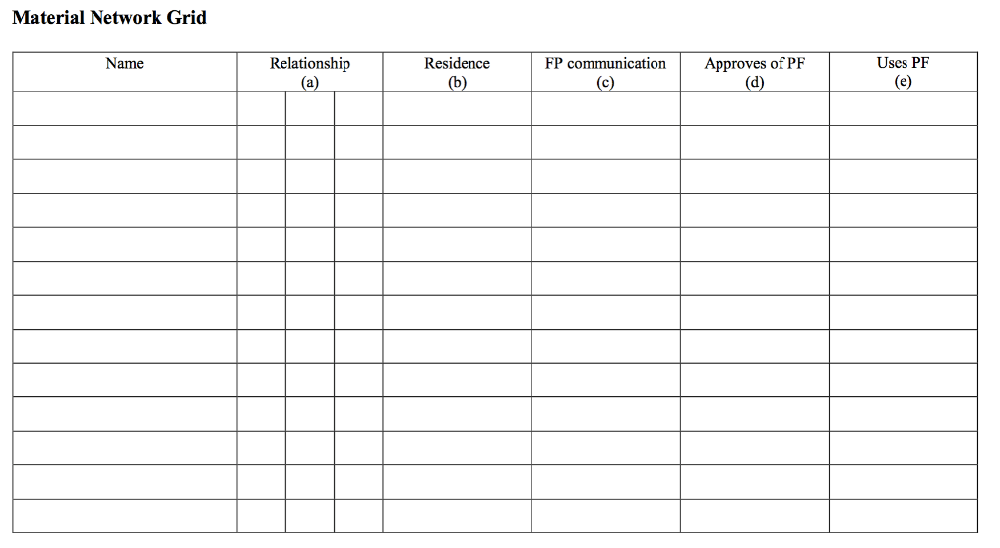 Material Network Grid
Name Relationship Residence FP communication Approves of PF Uses PF
(a) (b) (c) (d) (e)